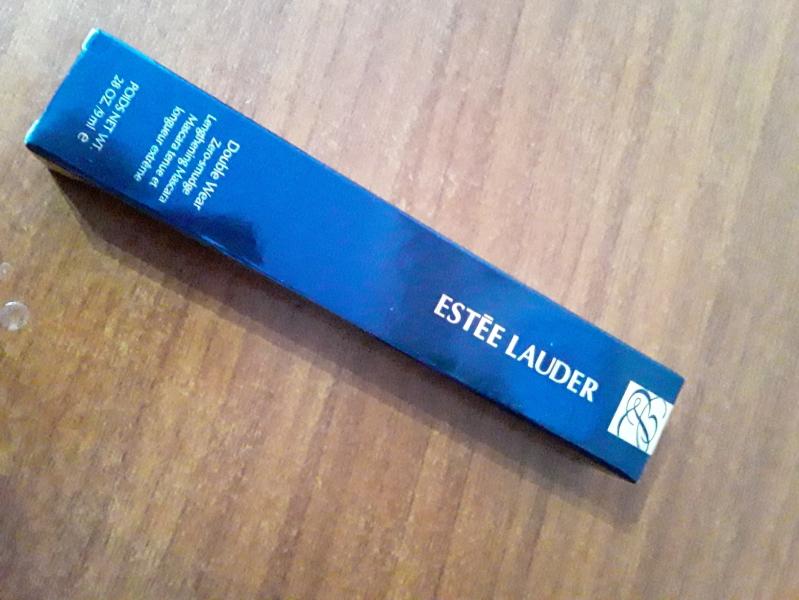 ESTĒE LAUDER
Double Wear
Zero-smudge
Lengthening Mascara
Mascara tenue et
longueur extrême
POIDS NET WT.
28 OZ./9 ml e